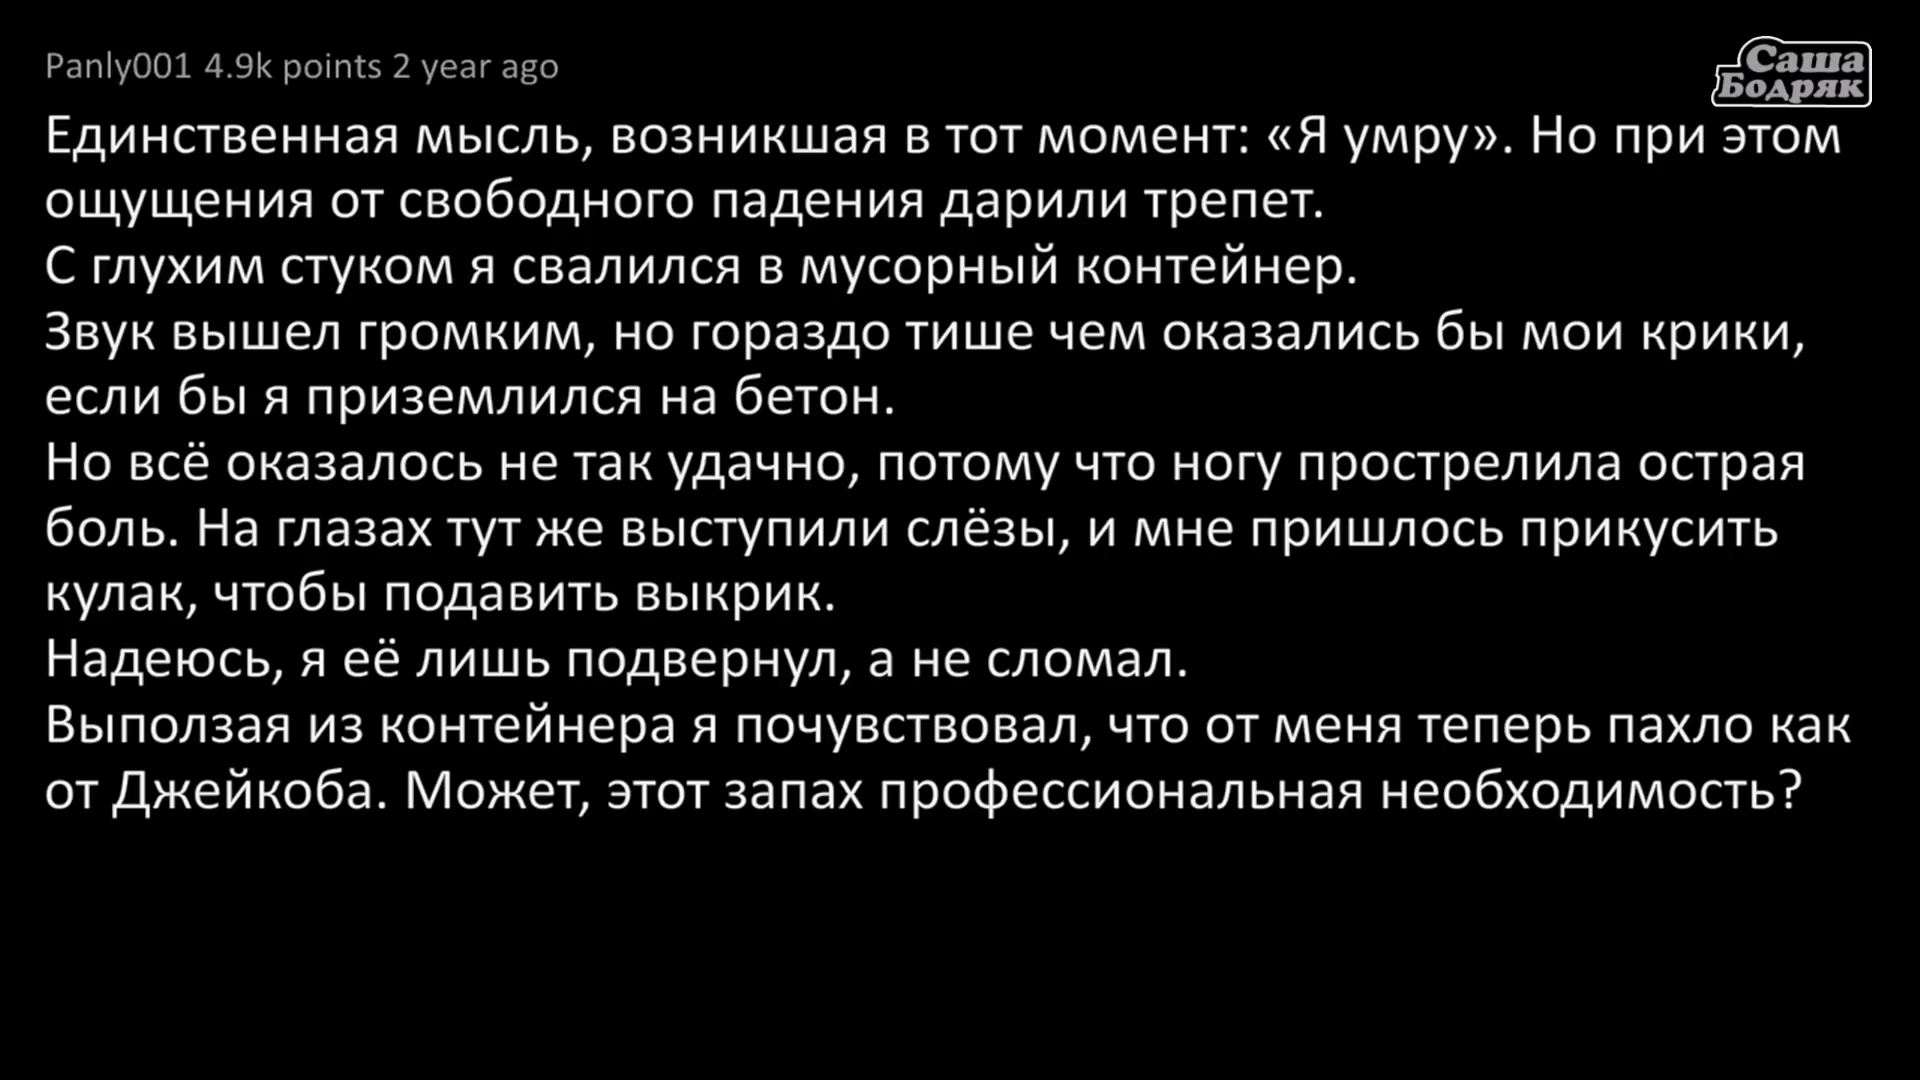 Panly001 4.9k points 2 year ago
Саша
Бодряк
Единственная мысль, возникшая в тот момент: «Я умру». Но при этом
ощущения от свободного падения дарили трепет.
С глухим стуком я свалился в мусорный контейнер.
Звук вышел громким, но гораздо тише чем оказались бы мои крики,
если бы я приземлился на бетон.
Но всё оказалось не так удачно, потому что ногу прострелила острая
боль. На глазах тут же выступили слёзы, и мне пришлось прикусить
кулак, чтобы подавить выкрик.
Надеюсь, я её лишь подвернул, а не сломал.
Выползая из контейнера я почувствовал, что от меня теперь пахло как
от Джейкоба. Может, этот запах профессиональная необходимость?